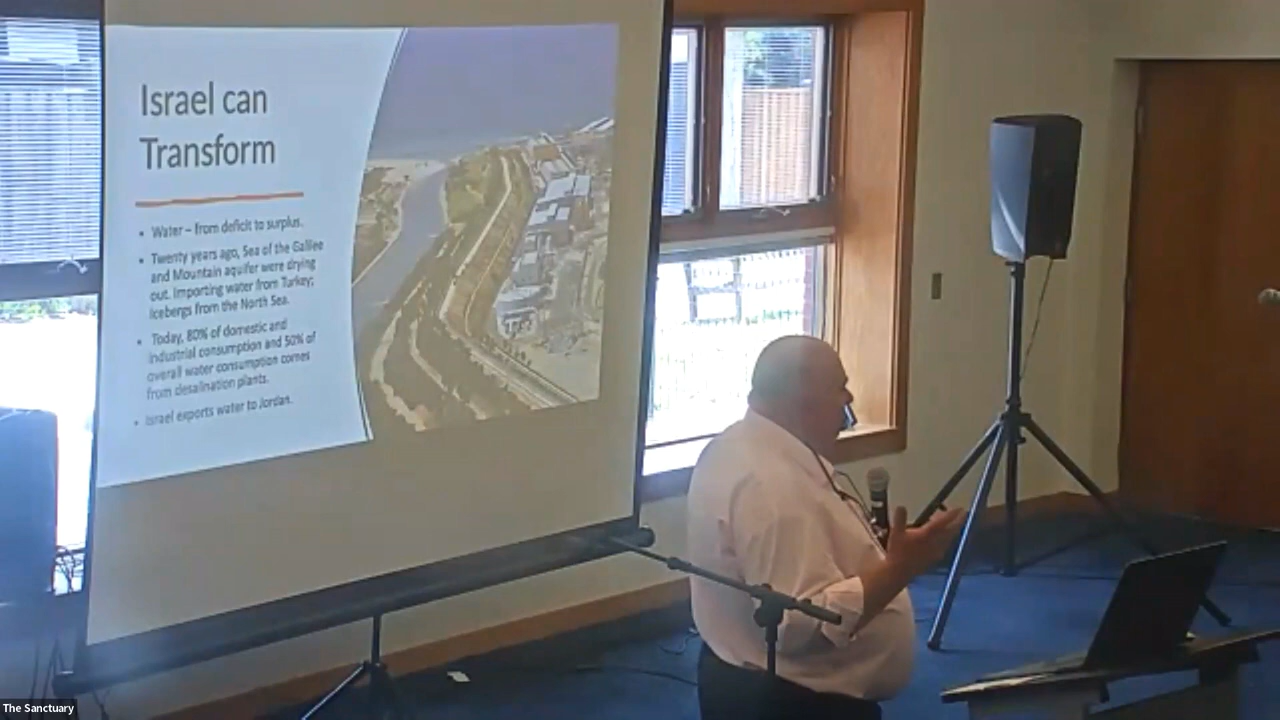 Israel can
Transform
• Water – from deficit to surplus.
• Twenty years ago, Sea of the Galilee
and Mountain aquifer were drying
out. Importing water from Turkey;
Icebergs from the North Sea.
• Today, 80% of domestic and
industrial consumption and 50% of
overall water consumption comes
from desalination plants.
• Israel exports water to Jordan.
The Sanctuary